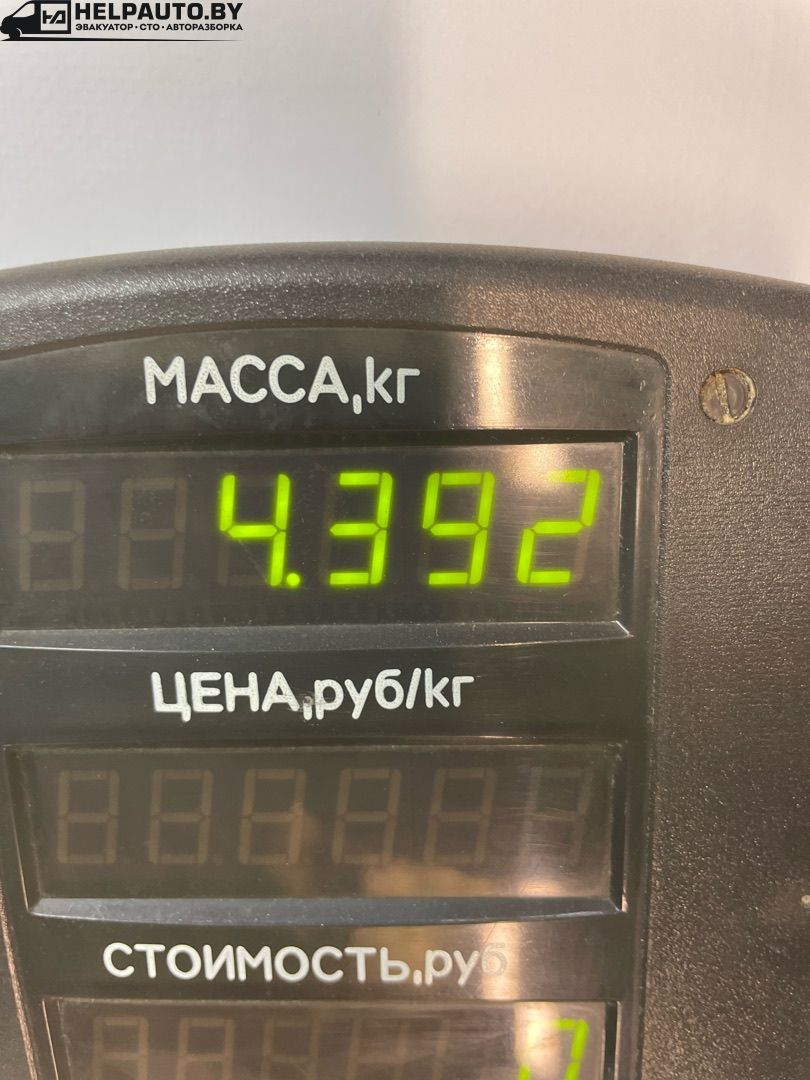 HELPAUTO.BY
ЭВАКУАТОР • СТО • АВТОРАЗБОРКА
МАССА,кг
4.392
ЦЕНА,руб/кг
СТОИМОСТЬ,руб